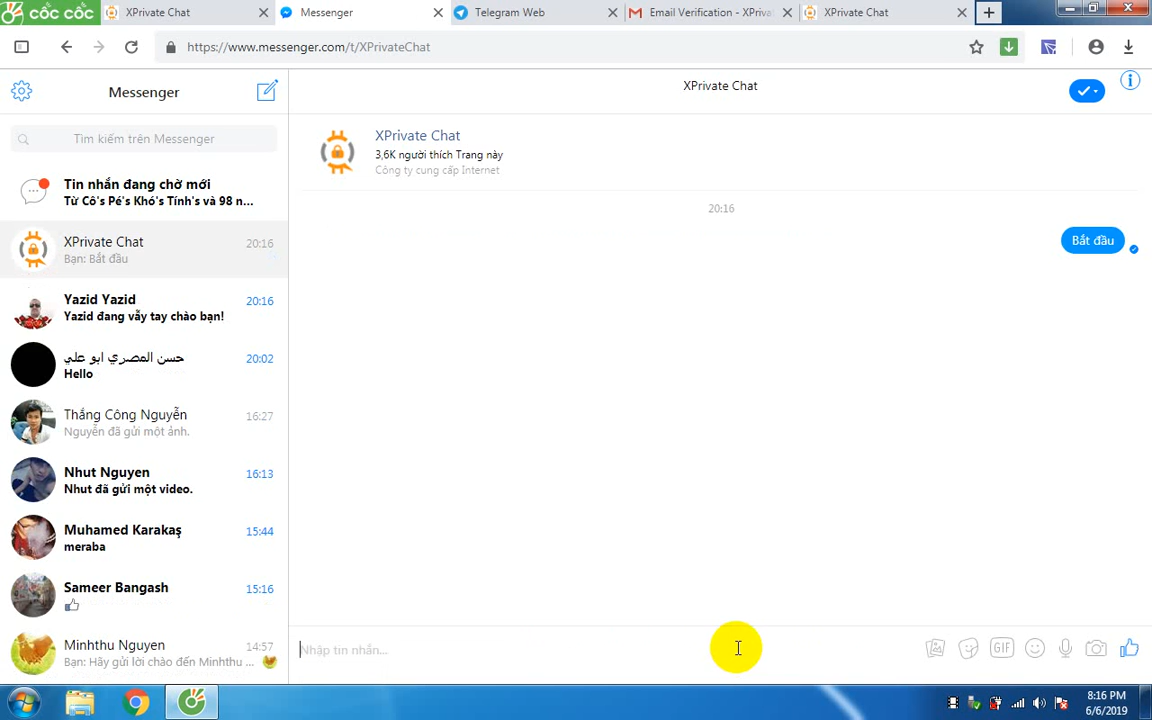 cốc cốc
XPrivate Chat
Messenger
Telegram Web
Email Verification - XPriva
XPrivate Chat
https://www.messenger.com/t/XPrivateChat
Messenger
XPrivate Chat
Tìm kiếm trên Messenger
XPrivate Chat
3,6K người thích Trang này
Công ty cung cấp Internet
Tin nhắn đang chờ mới
Từ Cô's Pé's Khó's Tính's và 98 n...
20:16
Bắt đầu
XPrivate Chat
20:16
Bạn: Bắt đầu
Yazid Yazid
20:16
Yazid đang vẫy tay chào bạn!
حسن المصري ابو علي
20:02
Hello
Thắng Công Nguyễn
16:27
Nguyễn đã gửi một ảnh.
Nhut Nguyen
16:13
Nhut đã gửi một video.
Muhamed Karakaş
15:44
meraba
Sameer Bangash
15:16
Minhthu Nguyen
14:57
Bạn: Hãy gửi lời chào đến Minhthu ...
Nhập tin nhắn...
GIF
8:16 PM
6/6/2019